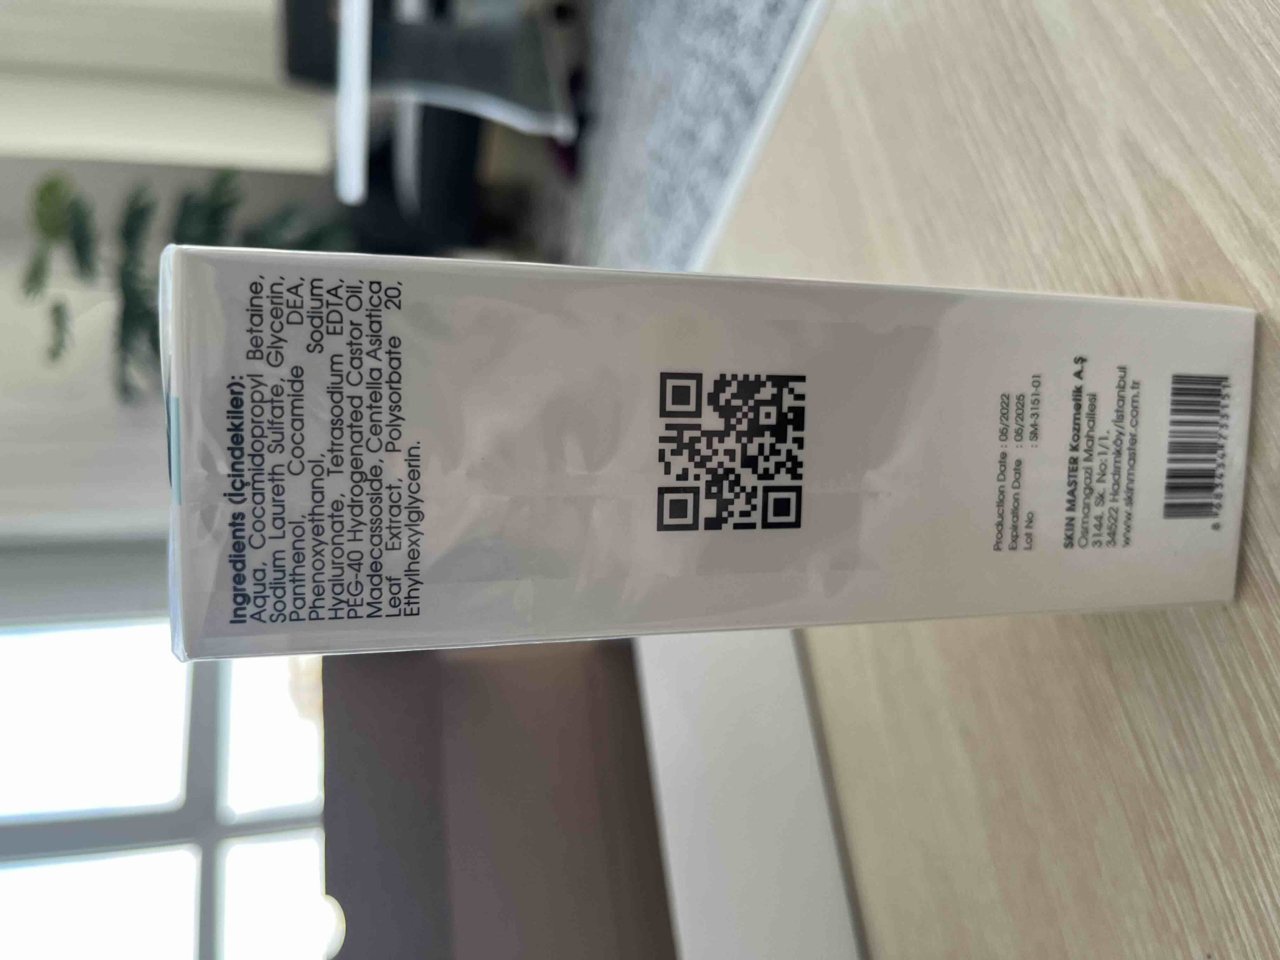 Ingredients (içindekiler):
Aqua, Cocamidopropyl Betaine,
Sodium Laureth Sulfate, Glycerin,
Panthenol, Cocamide DEA,
Phenoxyethanol, Sodium
Hyaluronate, Tetrasodium EDTA,
PEG-40 Hydrogenated Castor Oil,
Madecassoside, Centella Asiatica
Leaf Extract, Polysorbate 20,
Ethylhexylglycerin.
Production Date : 05/2022
Expiration Date : 05/2025
Lot No : SM-3151-01
SKIN MASTER Kozmetik A.Ş
Osmangazi Mahallesi
3144. Sk. No:1/1,
34522 Hadımköy/İstanbul
www.skinmaster.com.tr